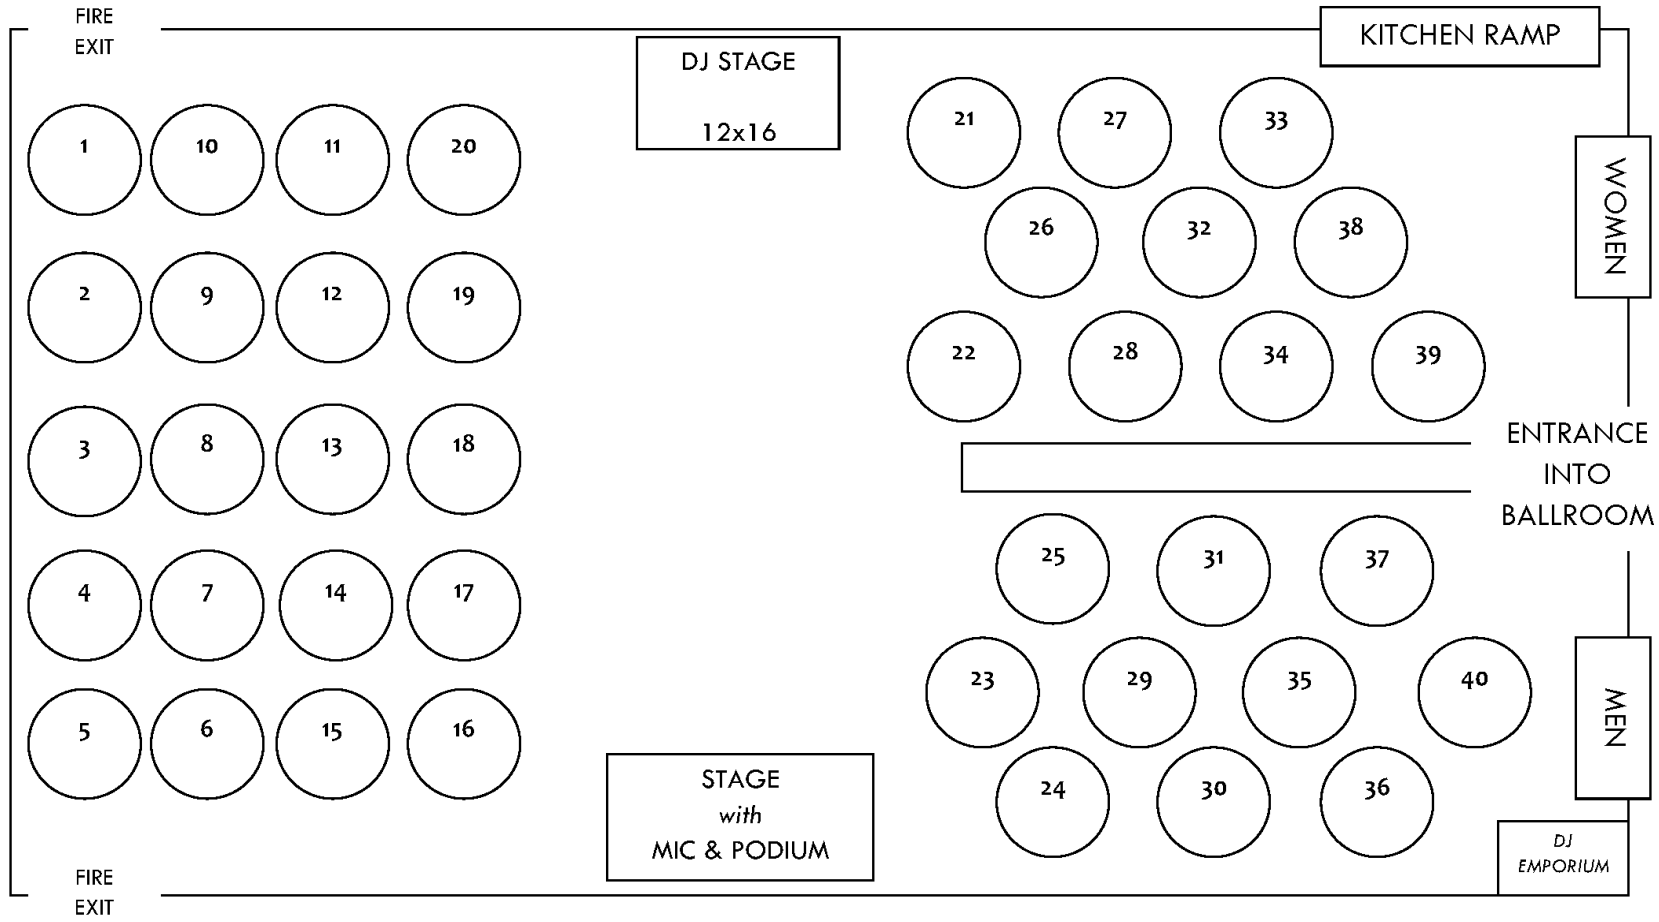 FIRE
EXIT
KITCHEN RAMP
DJ STAGE
12x16
1 10 11 20
21 27 33
WOMEN
26 32 38
2 9 12 19
22 28 34 39
3 8 13 18
ENTRANCE
INTO
BALLROOM
25 31 37
4 7 14 17
23 29 35 40
MEN
5 6 15 16
24 30 36
STAGE
with
MIC & PODIUM
DJ
EMPORIUM
FIRE
EXIT